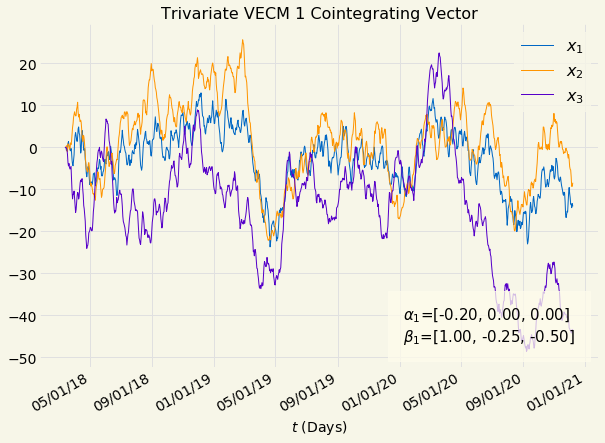 Trivariate VECM 1 Cointegrating Vector
x₁
x₂
x₃
20
10
0
−10
−20
−30
−40
−50
α₁=[-0.20, 0.00, 0.00]
β₁=[1.00, -0.25, -0.50]
05/01/18
09/01/18
01/01/19
05/01/19
09/01/19
01/01/20
05/01/20
09/01/20
01/01/21
t (Days)